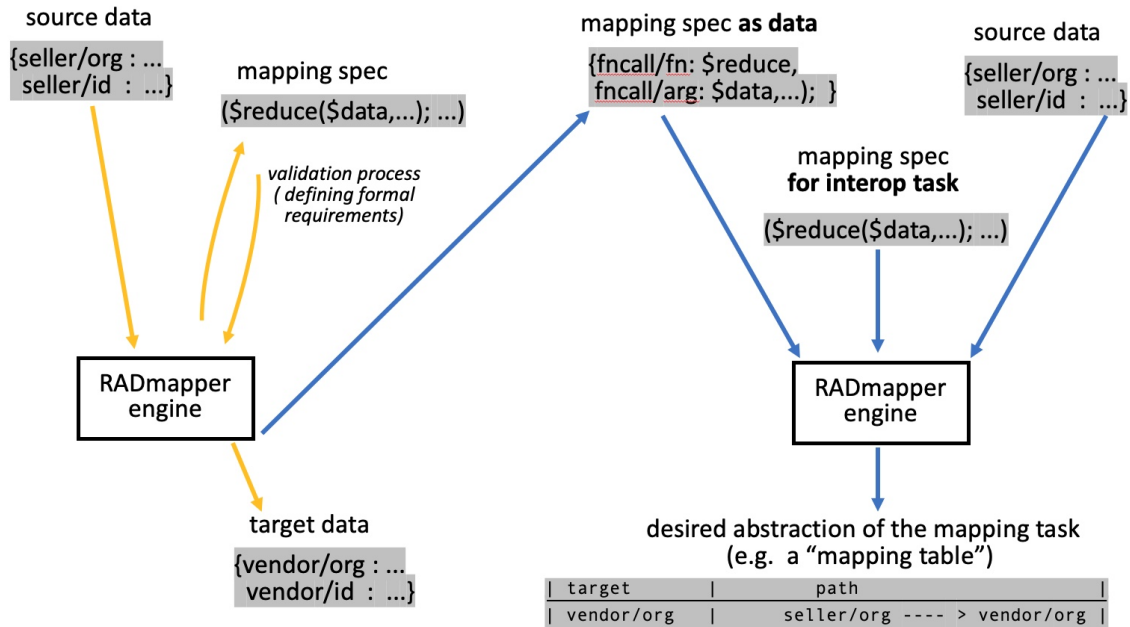 source data
{seller/org : ...
seller/id : ...}
mapping spec
($reduce($data,...); ...)
validation process
( defining formal
requirements)
RADmapper
engine
target data
{vendor/org : ...
vendor/id : ...}
mapping spec as data
{fncall/fn: $reduce,
fncall/arg: $data,...); }
source data
{seller/org : ...
seller/id : ...}
mapping spec
for interop task
($reduce($data,...); ...)
RADmapper
engine
desired abstraction of the mapping task
(e.g. a “mapping table”)
| target | path |
| vendor/org | seller/org ---- > vendor/org |